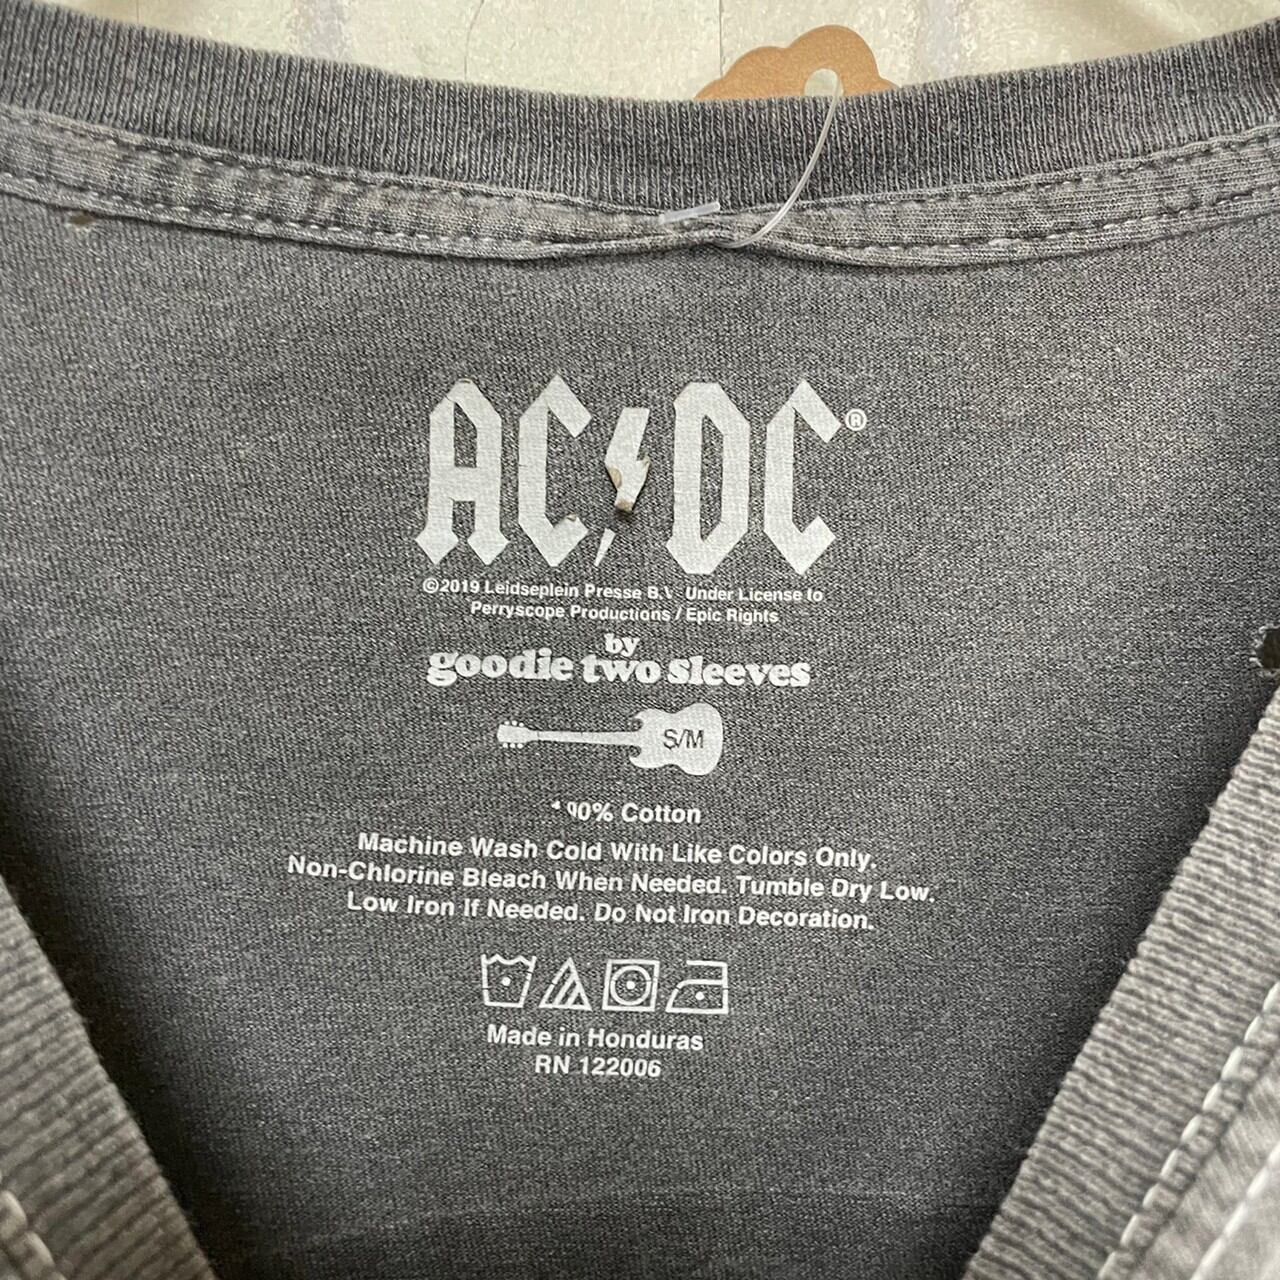 AC⚡DC®
©2019 Leidseplein Presse B.V. Under License to
Perryscope Productions / Epic Rights
by
goodie two sleeves
S/M
100% Cotton
Machine Wash Cold With Like Colors Only.
Non-Chlorine Bleach When Needed. Tumble Dry Low.
Low Iron If Needed. Do Not Iron Decoration.
Made in Honduras
RN 122006